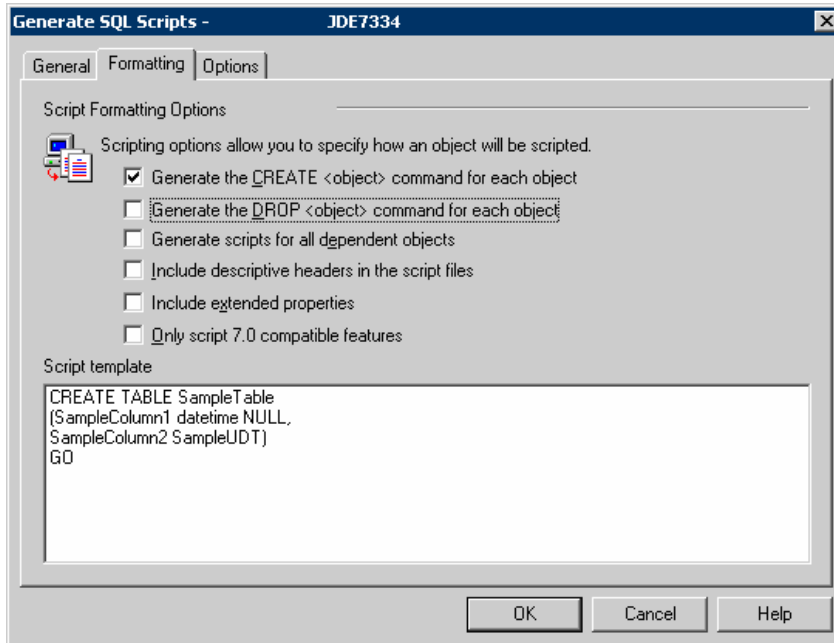 Generate SQL Scripts - JDE7334
General Formatting Options
Script Formatting Options
Scripting options allow you to specify how an object will be scripted.
Generate the CREATE <object> command for each object
Generate the DROP <object> command for each object
Generate scripts for all dependent objects
Include descriptive headers in the script files
Include extended properties
Only script 7.0 compatible features
Script template
CREATE TABLE SampleTable
(SampleColumn1 datetime NULL,
SampleColumn2 SampleUDT)
GO
OK Cancel Help